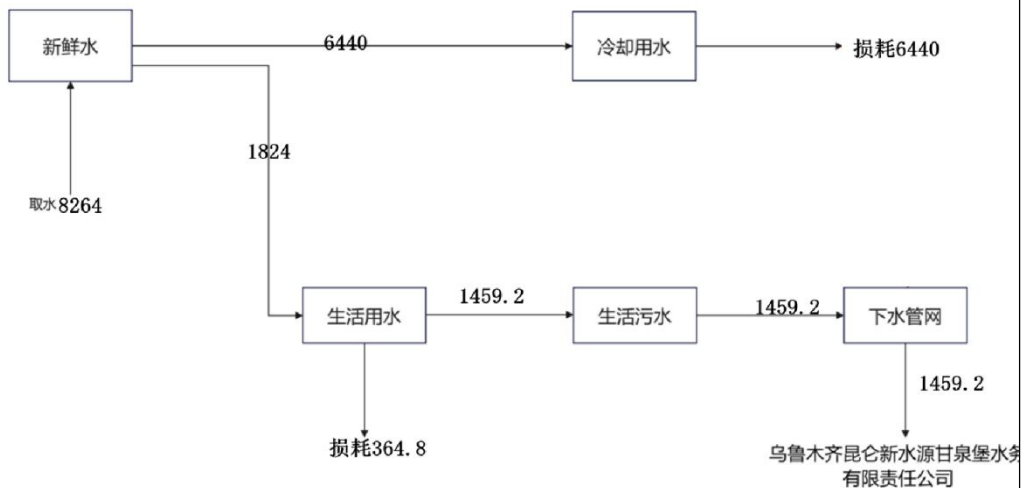 新鲜水
6440
冷却用水
损耗6440
1824
取水8264
生活用水
1459.2
生活污水
1459.2
下水管网
1459.2
损耗364.8
乌鲁木齐昆仑新水源甘泉堡水务
有限责任公司